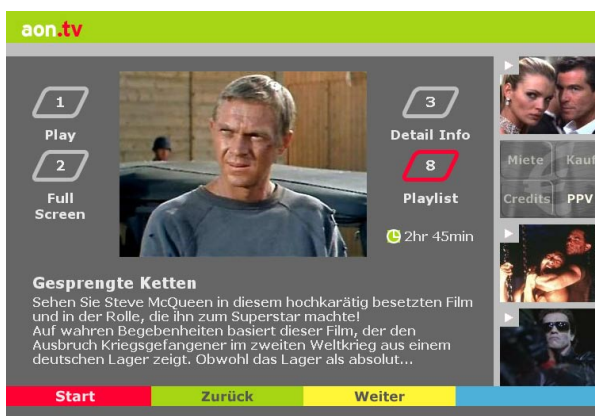 aon.tv
1
Play
2
Full
Screen
3
Detail Info
8
Playlist
2hr 45min
Miete Kauf
Credits PPV
Gesprengte Ketten
Sehen Sie Steve McQueen in diesem hochkarätig besetzten Film
und in der Rolle, die ihn zum Superstar machte!
Auf wahren Begebenheiten basiert dieser Film, der den
Ausbruch Kriegsgefangener im zweiten Weltkrieg aus einem
deutschen Lager zeigt. Obwohl das Lager als absolut...
Start Zurück Weiter